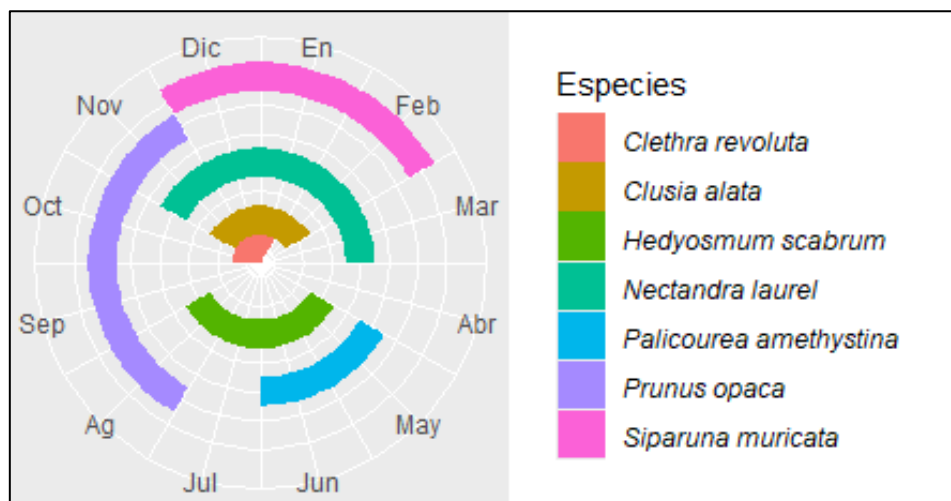 Dic
En
Nov
Feb
Oct
Mar
Sep
Abr
Ag
May
Jul
Jun
Especies
Clethra revoluta
Clusia alata
Hedyosmum scabrum
Nectandra laurel
Palicourea amethystina
Prunus opaca
Siparuna muricata